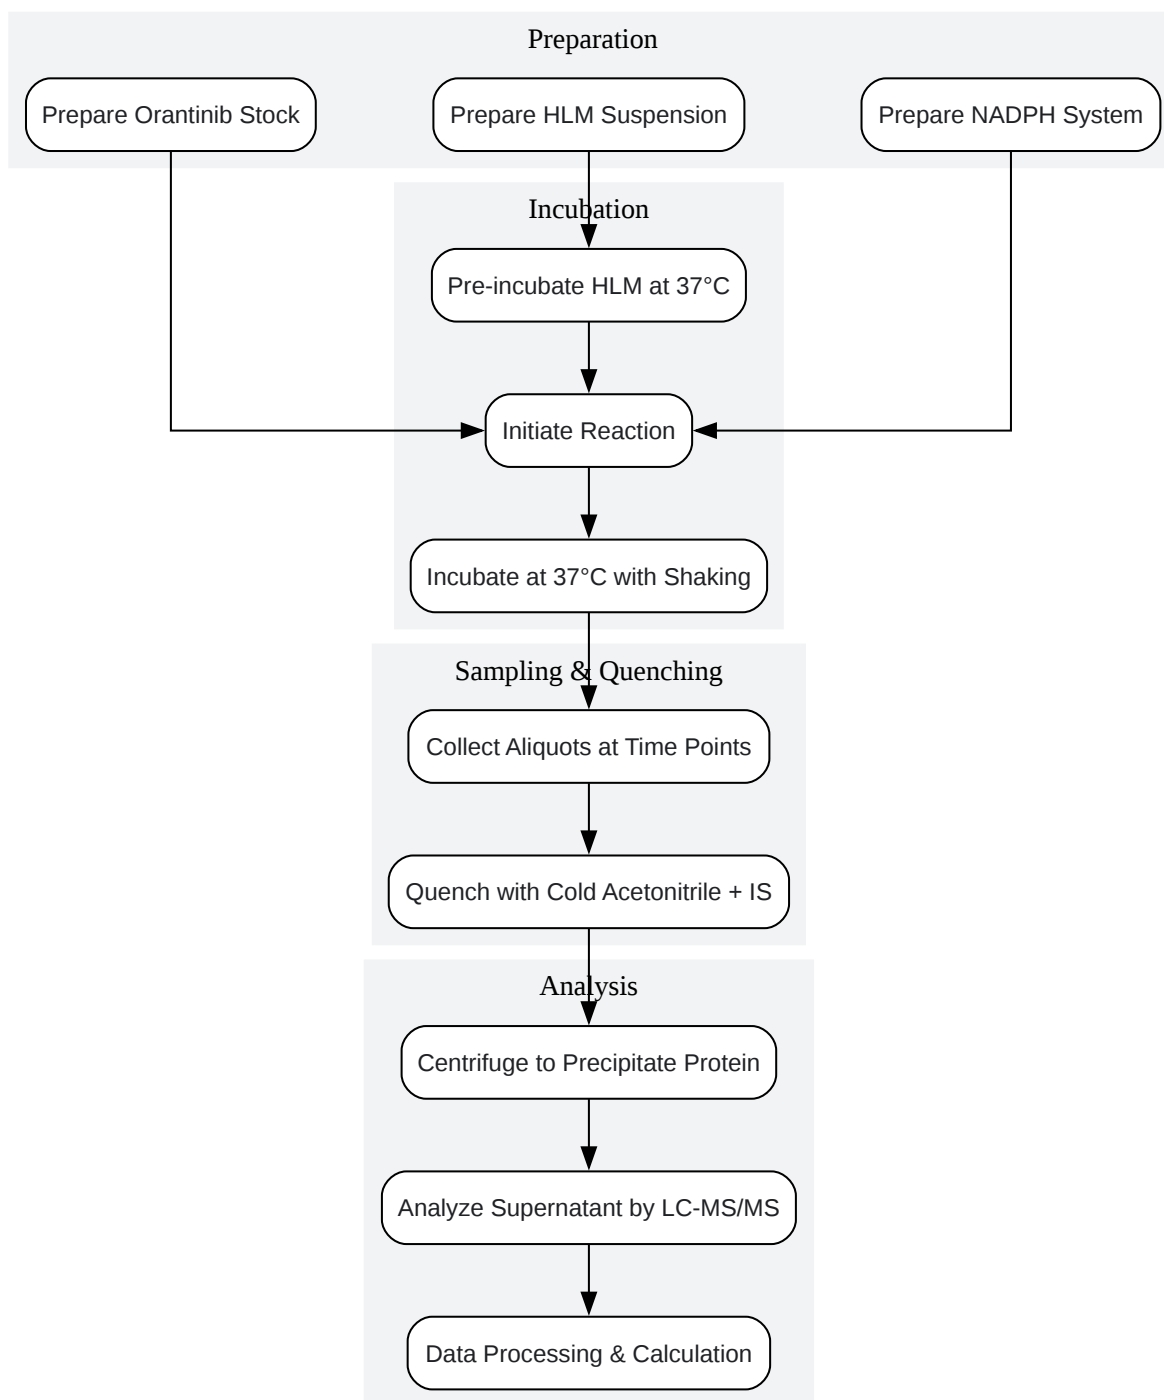 Preparation
Prepare Orantinib Stock
Prepare HLM Suspension
Prepare NADPH System
Incubation
Pre-incubate HLM at 37°C
Initiate Reaction
Incubate at 37°C with Shaking
Sampling & Quenching
Collect Aliquots at Time Points
Quench with Cold Acetonitrile + IS
Analysis
Centrifuge to Precipitate Protein
Analyze Supernatant by LC-MS/MS
Data Processing & Calculation